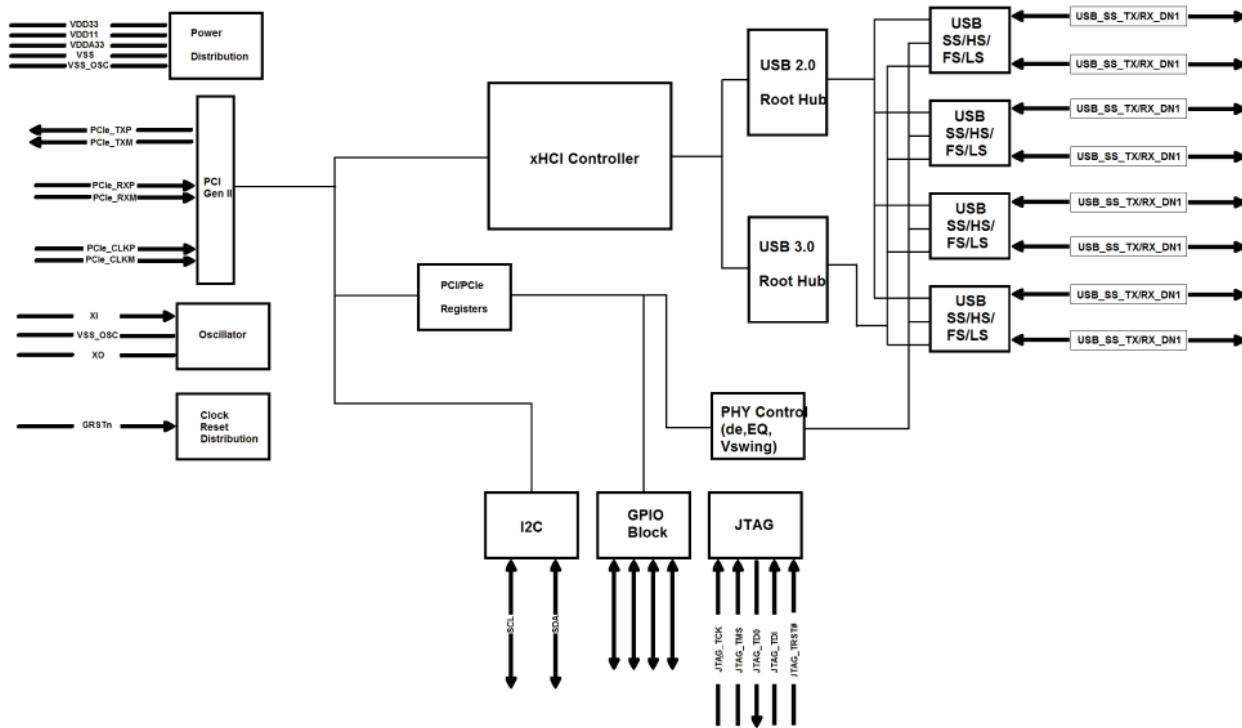 VDD33
VDD11
VDDA33
VSS
VSS_OSC
Power
Distribution
PCIe_TXP
PCIe_TXM
PCIe_RXP
PCIe_RXM
PCIe_CLKP
PCIe_CLKM
PCI
Gen II
XI
VSS_OSC
XO
Oscillator
GRSTn
Clock
Reset
Distribution
xHCI Controller
PCI/PCIe
Registers
USB 2.0
Root Hub
USB 3.0
Root Hub
PHY Control
(de,EQ,
Vswing)
USB
SS/HS/
FS/LS
USB_SS_TX/RX_DN1
USB_SS_TX/RX_DN1
USB
SS/HS/
FS/LS
USB_SS_TX/RX_DN1
USB_SS_TX/RX_DN1
USB
SS/HS/
FS/LS
USB_SS_TX/RX_DN1
USB_SS_TX/RX_DN1
USB
SS/HS/
FS/LS
USB_SS_TX/RX_DN1
USB_SS_TX/RX_DN1
I2C
SCL
SDA
GPIO
Block
JTAG
JTAG_TCK
JTAG_TMS
JTAG_TD0
JTAG_TDI
JTAG_TRST#